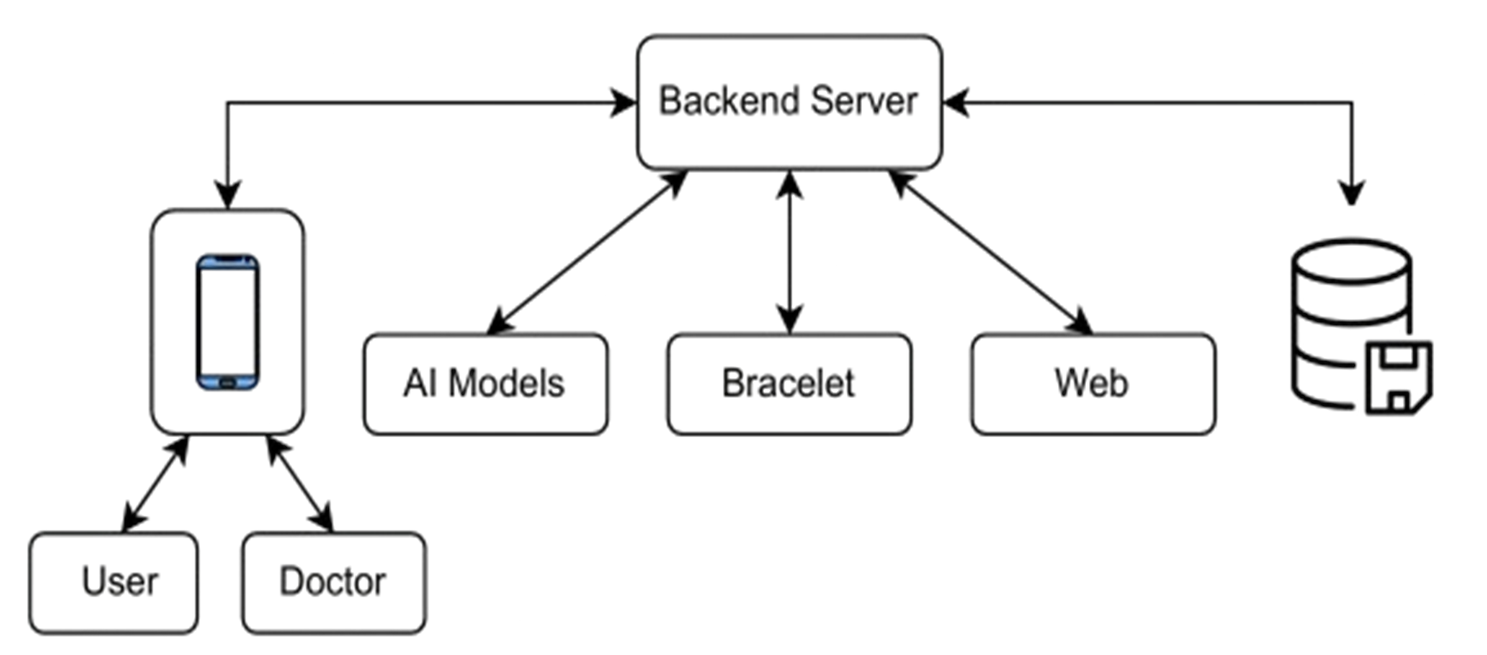 Backend Server
AI Models
Bracelet
Web
User
Doctor